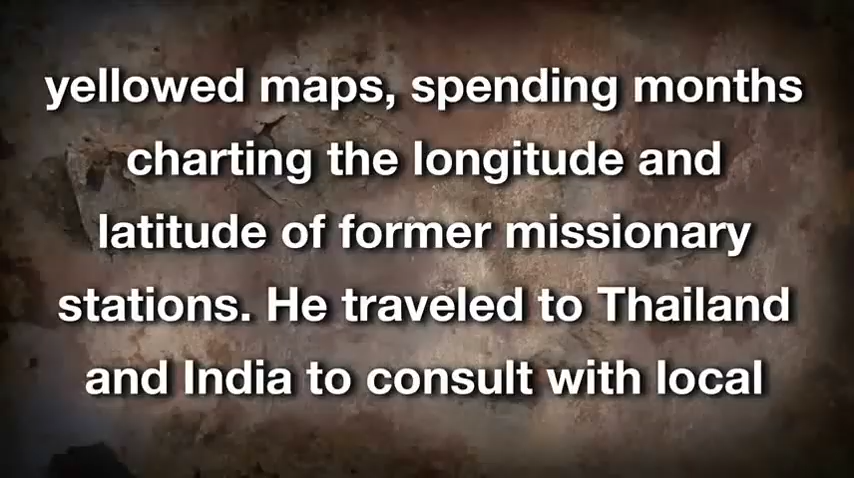 yellowed maps, spending months
charting the longitude and
latitude of former missionary
stations. He traveled to Thailand
and India to consult with local